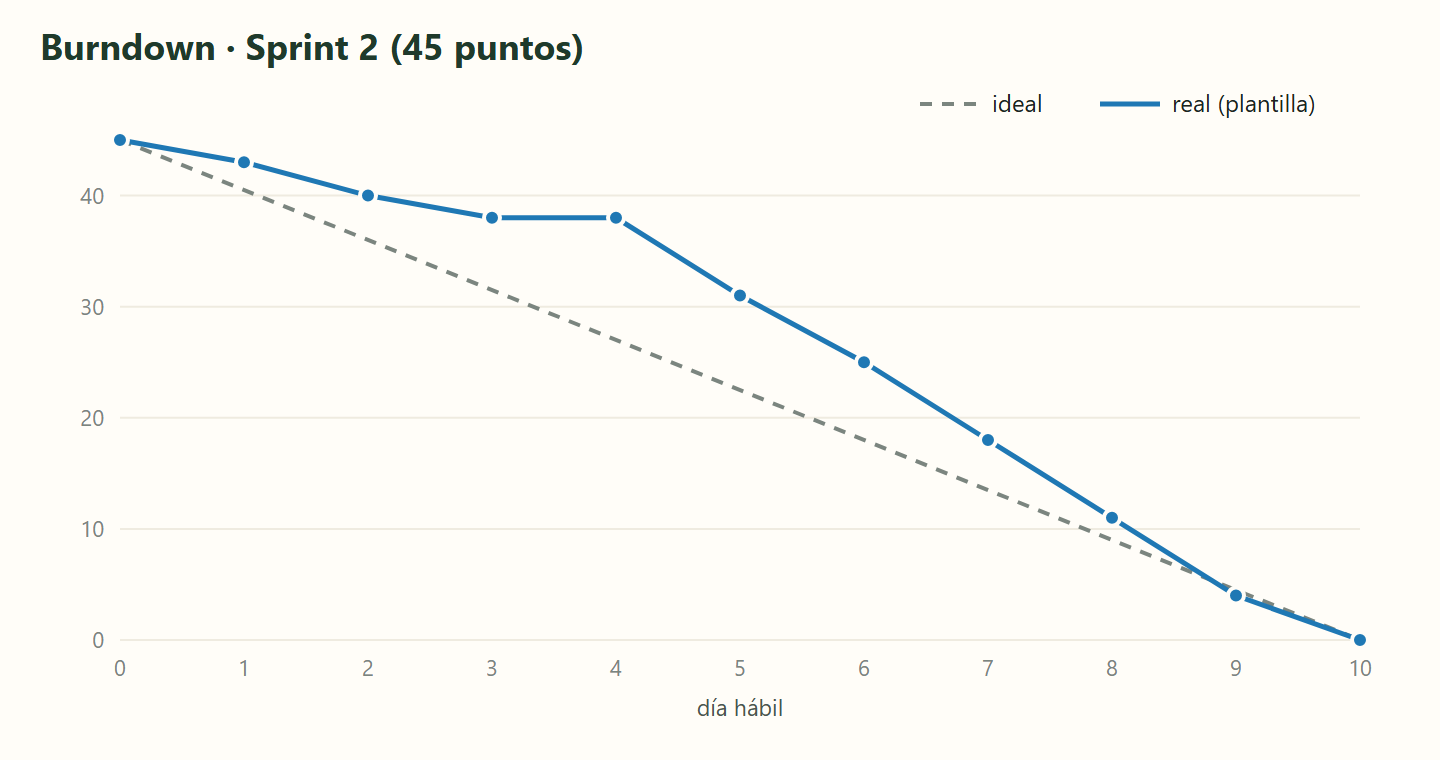 Burndown · Sprint 2 (45 puntos)
ideal
real (plantilla)
40
30
20
10
0
0 1 2 3 4 5 6 7 8 9 10
día hábil